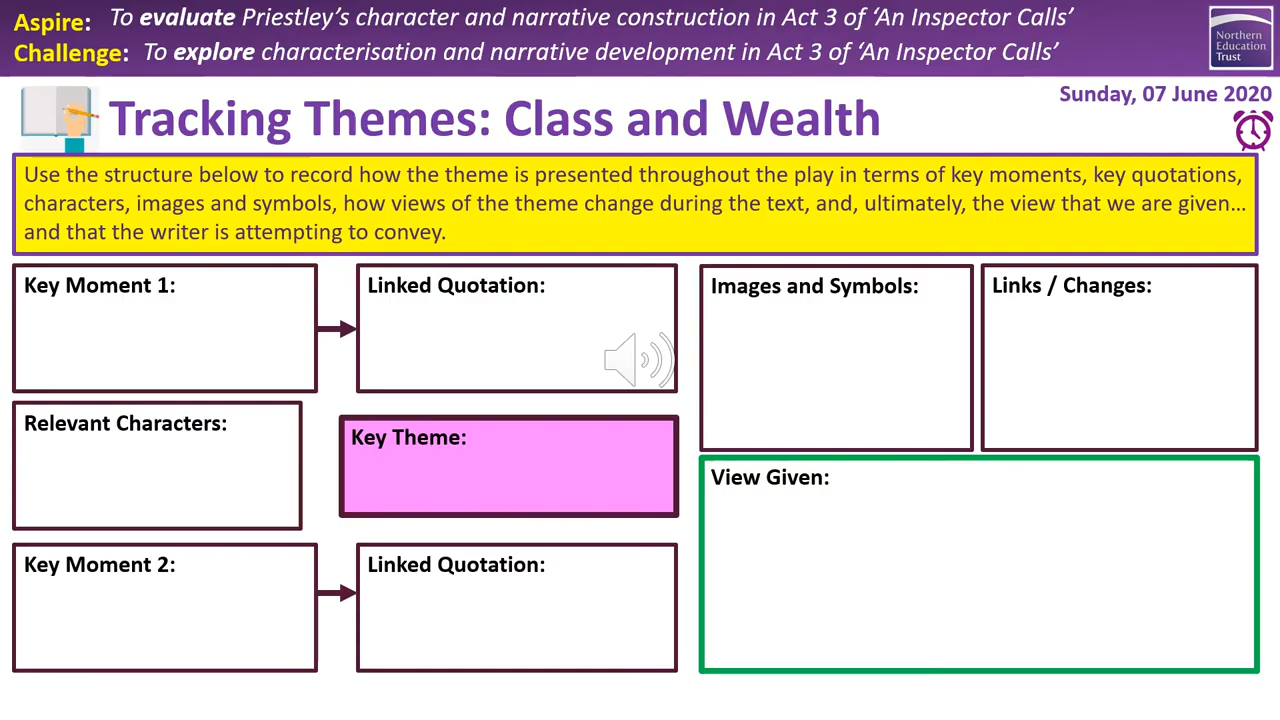 Aspire: To evaluate Priestley's character and narrative construction in Act 3 of 'An Inspector Calls'
Challenge: To explore characterisation and narrative development in Act 3 of 'An Inspector Calls'
Northern
Education
Trust
Sunday, 07 June 2020
Tracking Themes: Class and Wealth
Use the structure below to record how the theme is presented throughout the play in terms of key moments, key quotations,
characters, images and symbols, how views of the theme change during the text, and, ultimately, the view that we are given…
and that the writer is attempting to convey.
Key Moment 1:
Linked Quotation:
Images and Symbols:
Links / Changes:
Relevant Characters:
Key Theme:
View Given:
Key Moment 2:
Linked Quotation: